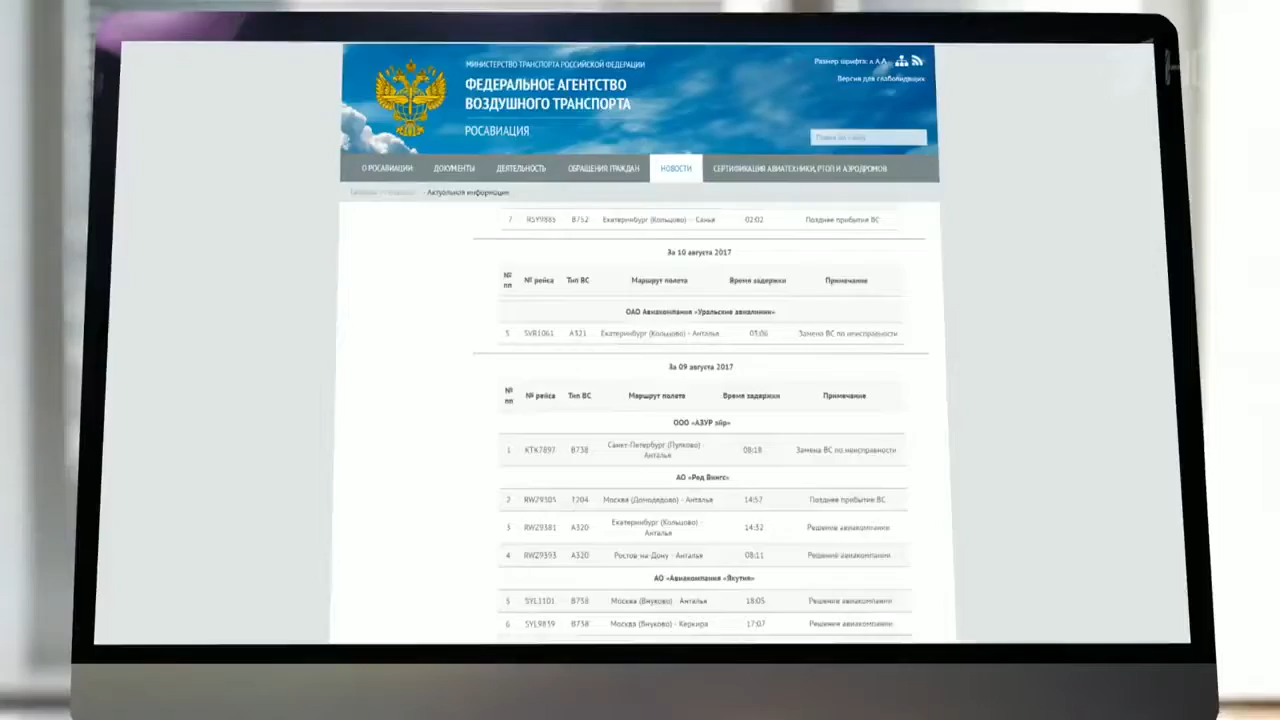 МИНИСТЕРСТВО ТРАНСПОРТА РОССИЙСКОЙ ФЕДЕРАЦИИ
ФЕДЕРАЛЬНОЕ АГЕНТСТВО
ВОЗДУШНОГО ТРАНСПОРТА
РОСАВИАЦИЯ
Размер шрифта: А А А
Версия для слабовидящих
Поиск по сайту
О РОСАВИАЦИИ ДОКУМЕНТЫ ДЕЯТЕЛЬНОСТЬ ОБРАЩЕНИЯ ГРАЖДАН НОВОСТИ СЕРТИФИКАЦИЯ АВИАТЕХНИКИ, РТОП И АЭРОДРОМОВ
Актуальная информация
7 RSY9885 B752 Екатеринбург (Кольцово) - Санья 02:02 Позднее прибытие ВС
За 10 августа 2017
№ пп № рейса Тип ВС Маршрут полета Время задержки Примечание
ОАО Авиакомпания «Уральские авиалинии»
5 SVR1061 A321 Екатеринбург (Кольцово) - Анталья 03:06 Замена ВС по неисправности
За 09 августа 2017
№ пп № рейса Тип ВС Маршрут полета Время задержки Примечание
ООО «АЗУР эйр»
1 KTK7897 B738 Санкт-Петербург (Пулково) - Анталья 08:18 Замена ВС по неисправности
АО «Ред Вингс»
2 RWZ9305 T204 Москва (Домодедово) - Анталья 14:57 Позднее прибытие ВС
3 RWZ9381 A320 Екатеринбург (Кольцово) - Анталья 14:32 Решение авиакомпании
4 RWZ9393 A320 Ростов-на-Дону - Анталья 08:11 Решение авиакомпании
АО «Авиакомпания «Якутия»
5 SYL1101 B738 Москва (Внуково) - Анталья 18:05 Решение авиакомпании
6 SYL9839 B738 Москва (Внуково) - Керкира 17:07 Решение авиакомпании